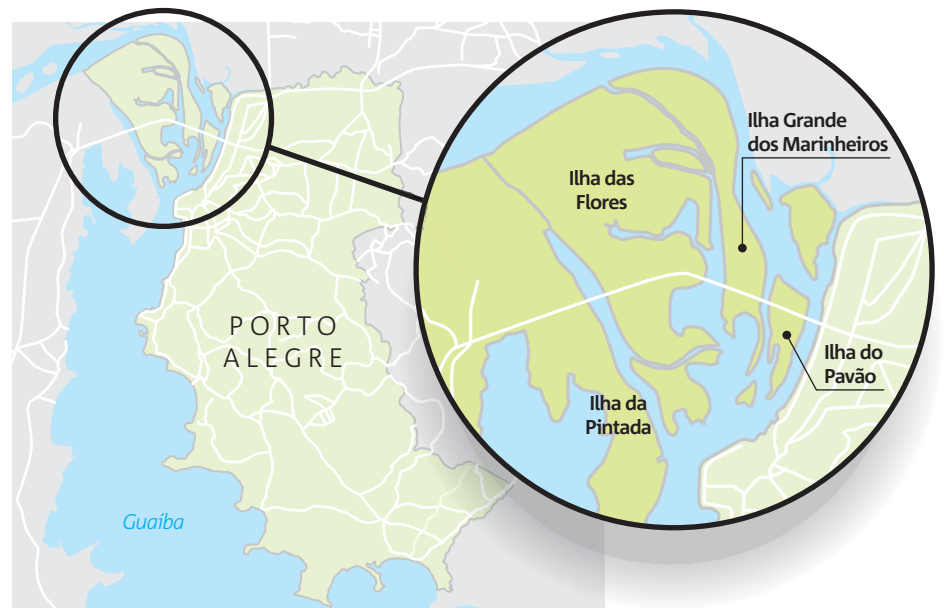 PORTO
ALEGRE
Guaíba
Ilha Grande
dos Marinheiros
Ilha das
Flores
Ilha do
Pavão
Ilha da
Pintada